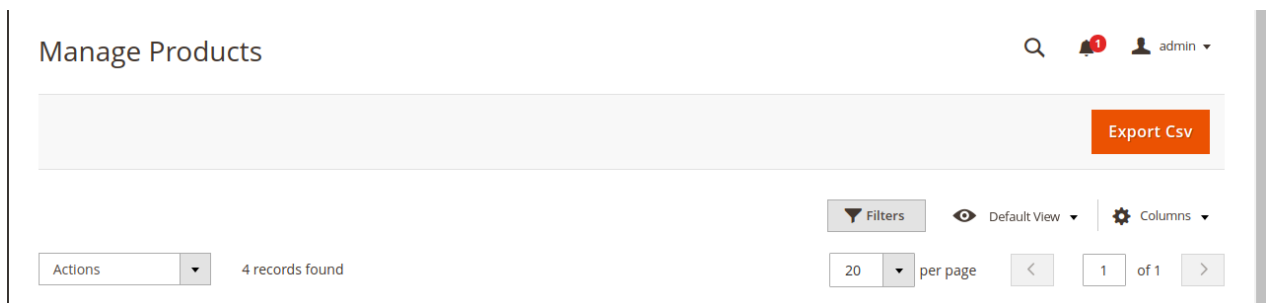 Manage Products
1
admin
Export Csv
Filters
Default View
Columns
Actions
4 records found
20
per page
1
of 1